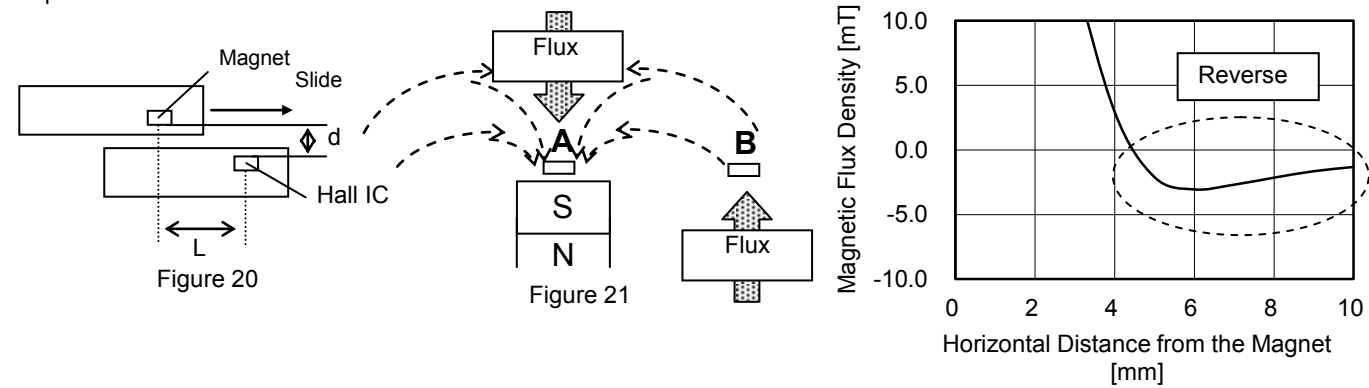 Magnet
Slide
d
Hall IC
L
Figure 20
Flux
A
B
S
N
Flux
Figure 21
Magnetic Flux Density [mT]
10.0
5.0
0.0
-5.0
-10.0
Reverse
0 2 4 6 8 10
Horizontal Distance from the Magnet
[mm]